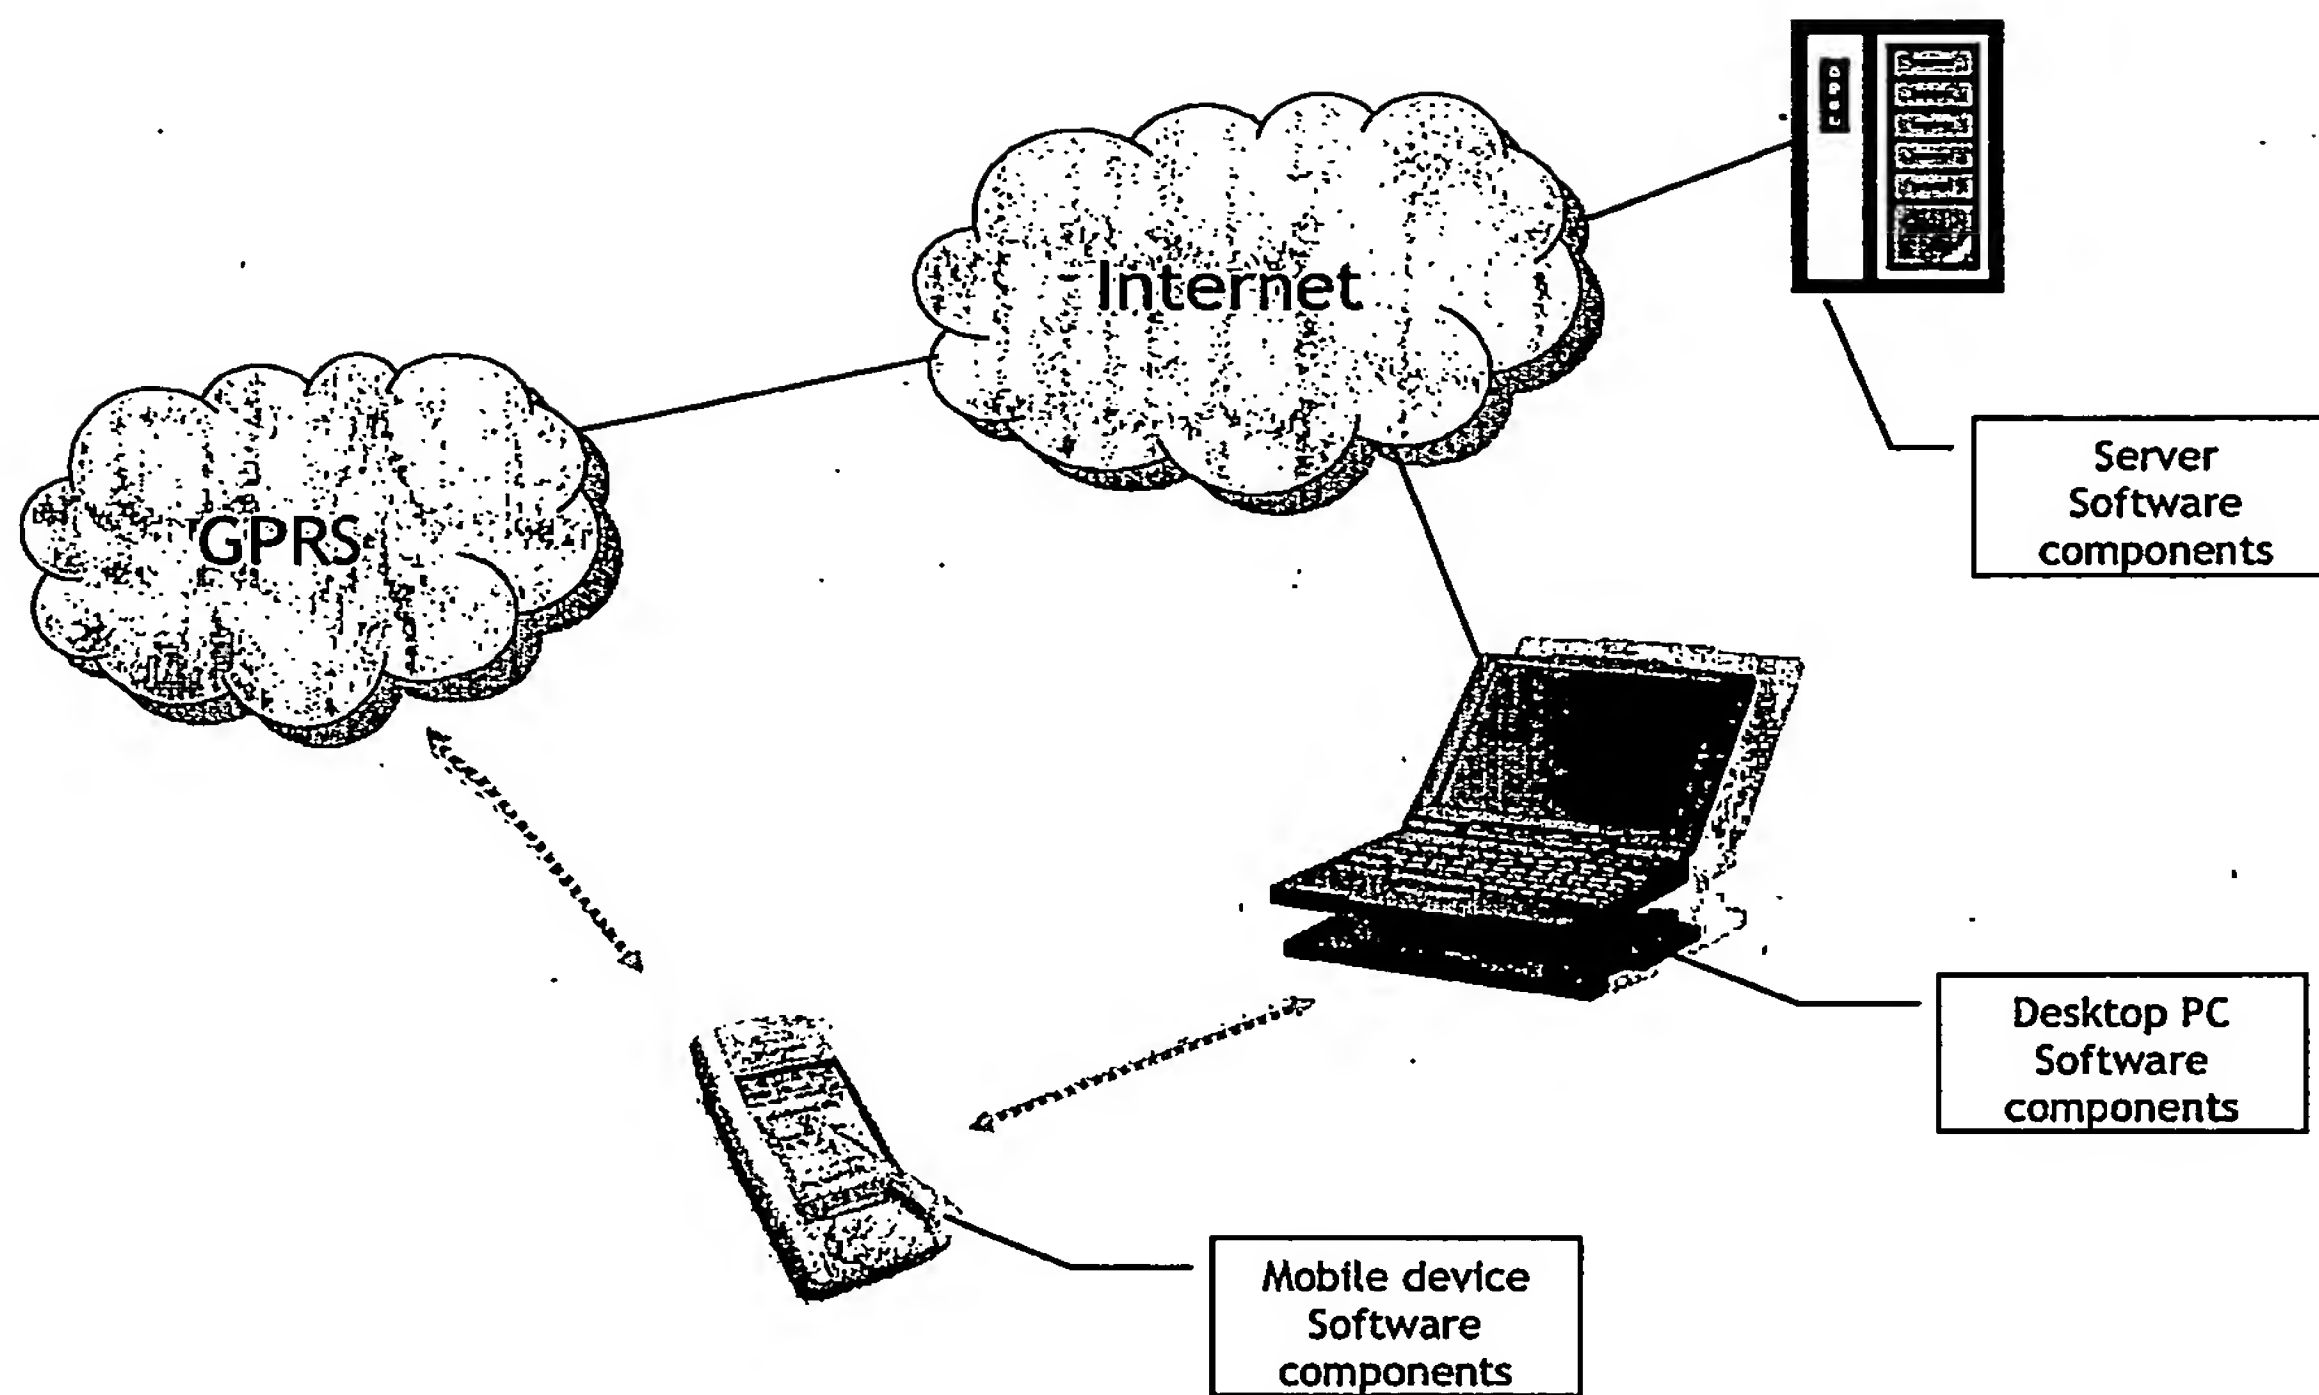 Internet
GPRS
Server
Software
components
Desktop PC
Software
components
Mobile device
Software
components